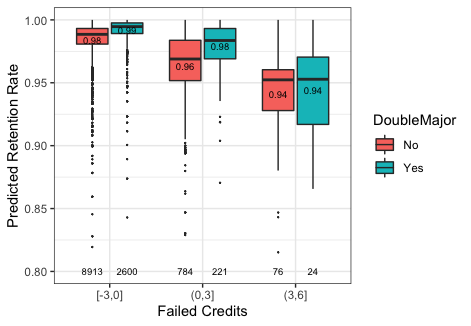 1.00
0.95
0.90
0.85
0.80
Predicted Retention Rate
0.98
0.99
0.96
0.98
0.94
0.94
8913 2600 784 221 76 24
[-3,0] (0,3] (3,6]
Failed Credits
DoubleMajor
No
Yes